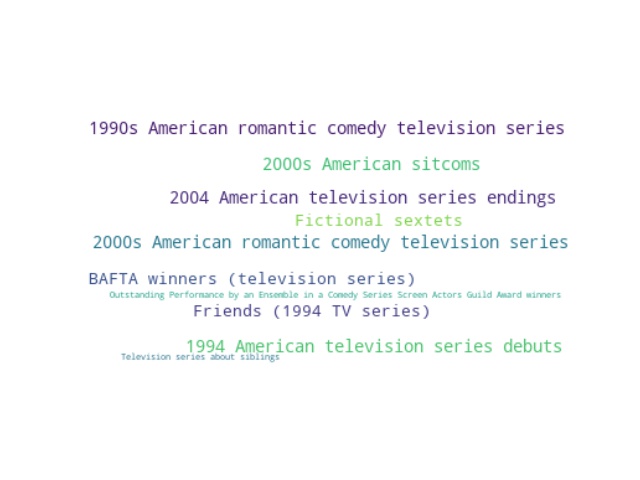 1990s American romantic comedy television series
2000s American sitcoms
2004 American television series endings
Fictional sextets
2000s American romantic comedy television series
BAFTA winners (television series)
Outstanding Performance by an Ensemble in a Comedy Series Screen Actors Guild Award winners
Friends (1994 TV series)
1994 American television series debuts
Television series about siblings